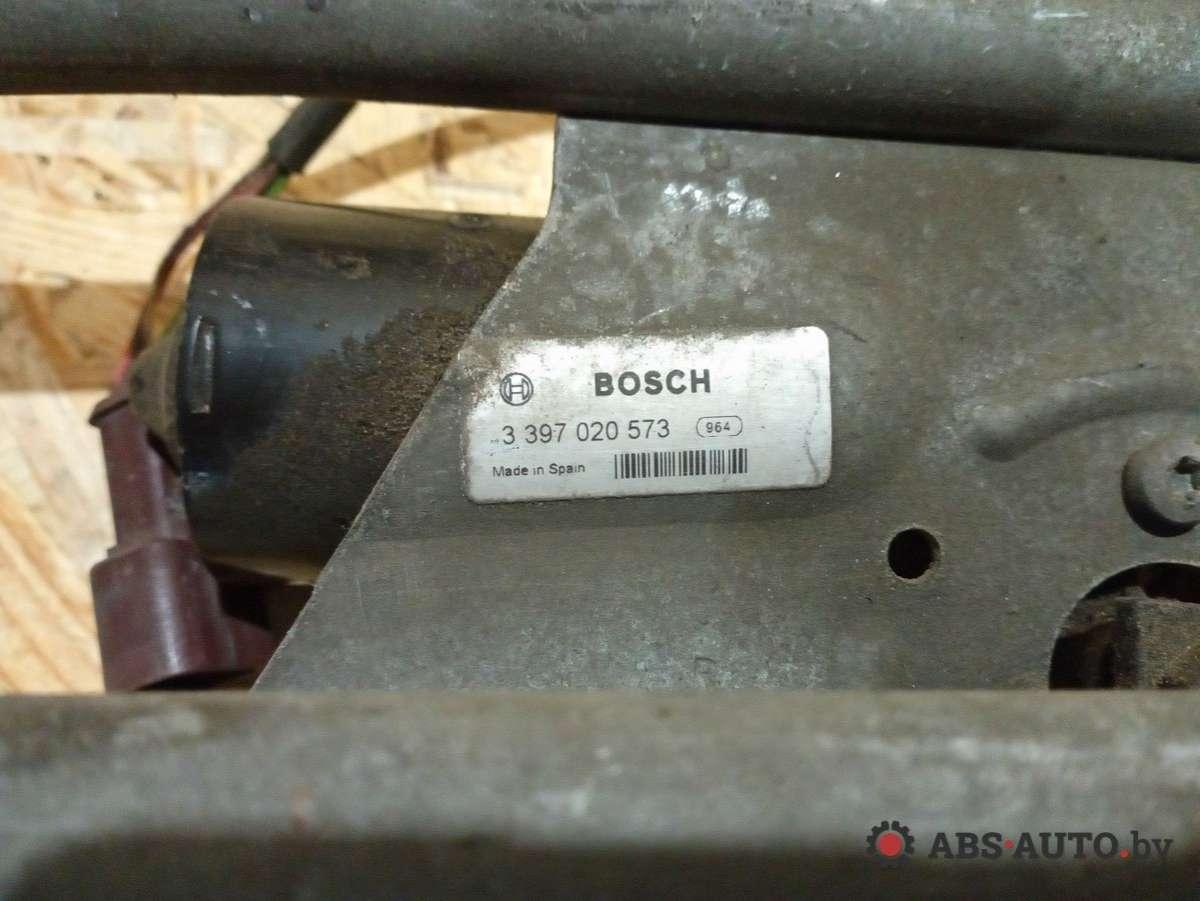 BOSCH
3 397 020 573 964
Made in Spain
ABS-AUTO.by